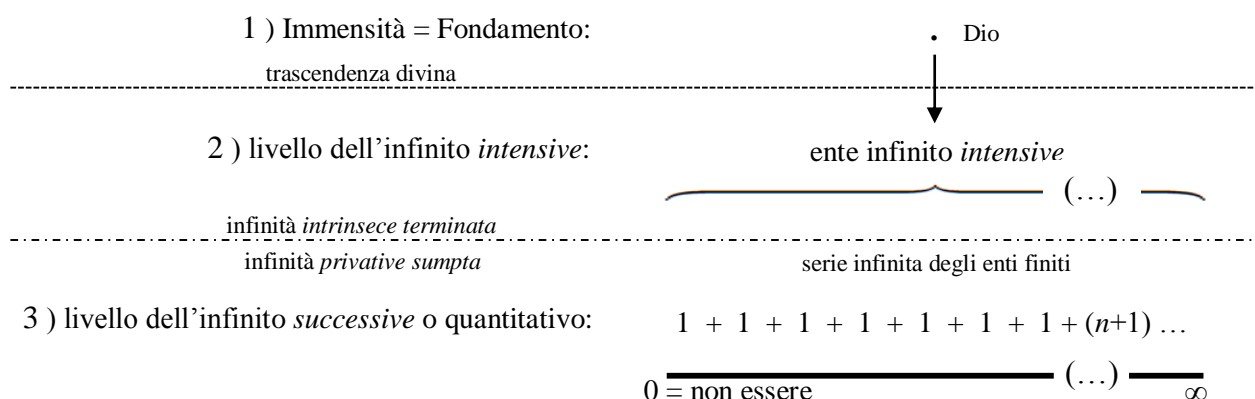 1 ) Immensità = Fondamento:
. Dio
trascendenza divina
2 ) livello dell’infinito intensive:
ente infinito intensive
(…)
infinità intrinsece terminata
infinità privative sumpta
serie infinita degli enti finiti
3 ) livello dell’infinito successive o quantitativo:
1 + 1 + 1 + 1 + 1 + 1 + 1 + (n+1) …
(…)
0 = non essere
∞